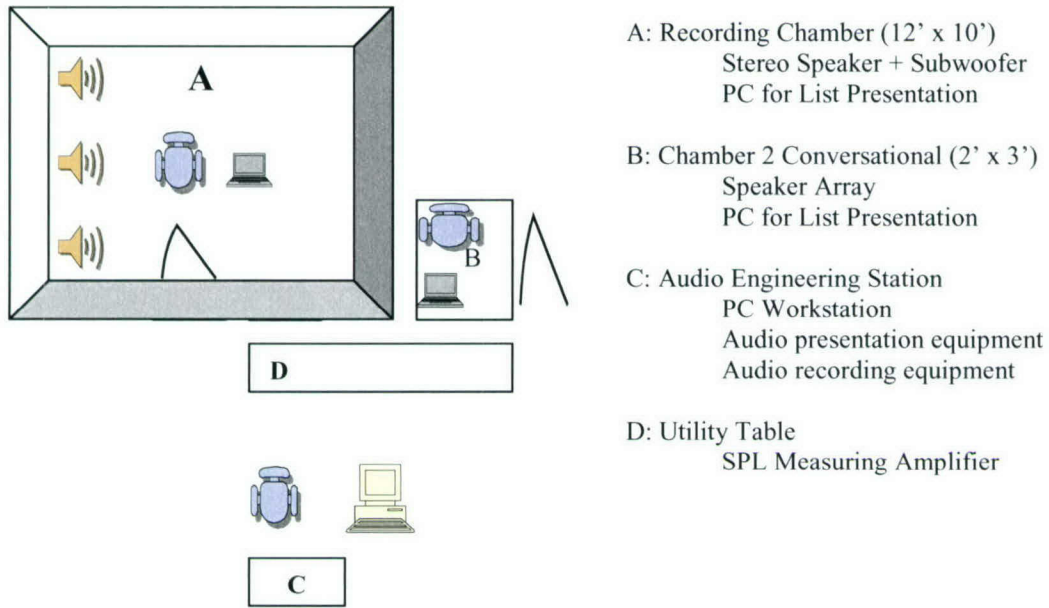 A
B
D
C
A: Recording Chamber (12’ x 10’)
Stereo Speaker + Subwoofer
PC for List Presentation
B: Chamber 2 Conversational (2’ x 3’)
Speaker Array
PC for List Presentation
C: Audio Engineering Station
PC Workstation
Audio presentation equipment
Audio recording equipment
D: Utility Table
SPL Measuring Amplifier